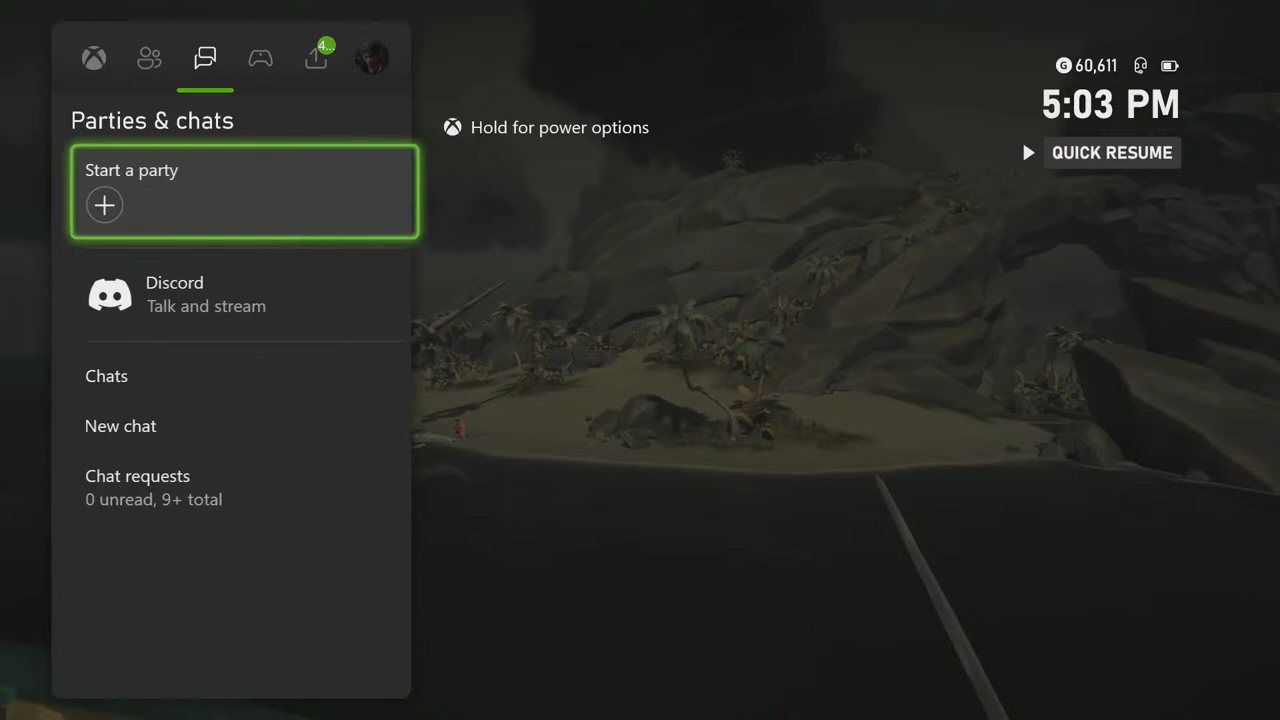 4...
60,611
5:03 PM
QUICK RESUME
Parties & chats
Hold for power options
Start a party
Discord
Talk and stream
Chats
New chat
Chat requests
0 unread, 9+ total